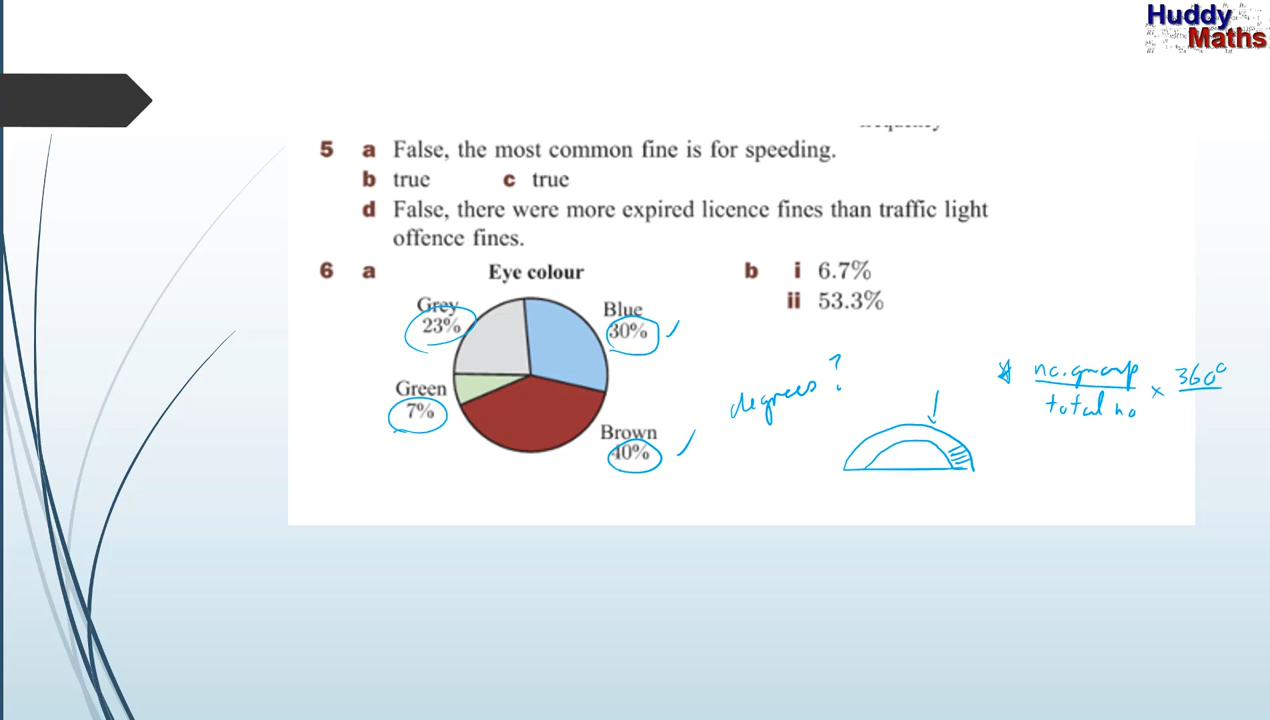 Huddy
Maths
frequency
5 a False, the most common fine is for speeding.
b true c true
d False, there were more expired licence fines than traffic light
offence fines.
6 a Eye colour b i 6.7%
ii 53.3%
Grey
23%
Blue
30%
Green
7%
Brown
40%
degrees ?
no. group
total no
× 360°